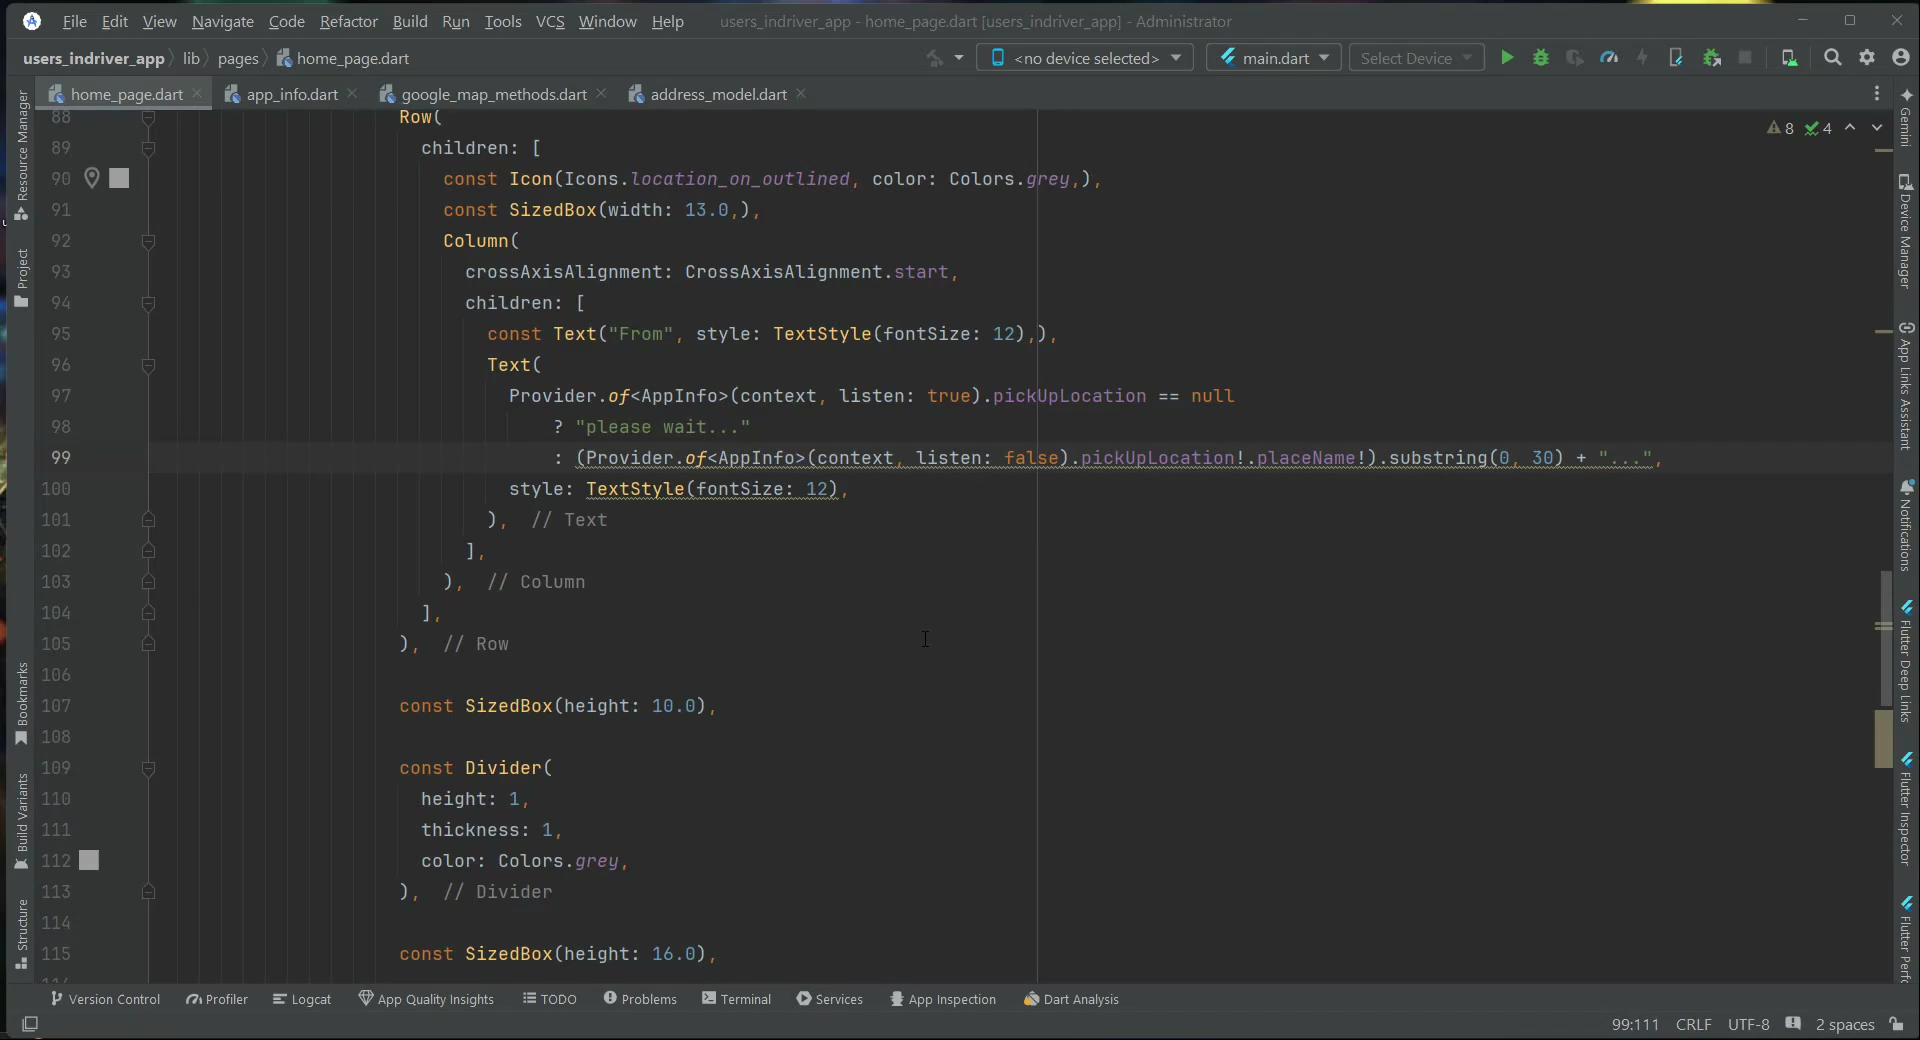 File Edit View Navigate Code Refactor Build Run Tools VCS Window Help users_indriver_app - home_page.dart [users_indriver_app] - Administrator
users_indriver_app lib pages home_page.dart <no device selected> main.dart Select Device
home_page.dart app_info.dart google_map_methods.dart address_model.dart
88 Row(
8 4
89 children: [
90 const Icon(Icons.location_on_outlined, color: Colors.grey,),
91 const SizedBox(width: 13.0,),
92 Column(
93 crossAxisAlignment: CrossAxisAlignment.start,
94 children: [
95 const Text("From", style: TextStyle(fontSize: 12),),
96 Text(
97 Provider.of<AppInfo>(context, listen: true).pickUpLocation == null
98 ? "please wait..."
99 : (Provider.of<AppInfo>(context, listen: false).pickUpLocation!.placeName!).substring(0, 30) + "...",
100 style: TextStyle(fontSize: 12),
101 ), // Text
102 ],
103 ), // Column
104 ],
105 ), // Row
106
107 const SizedBox(height: 10.0),
108
109 const Divider(
110 height: 1,
111 thickness: 1,
112 color: Colors.grey,
113 ), // Divider
114
115 const SizedBox(height: 16.0),
Resource Manager
Project
Bookmarks
Build Variants
Structure
Gemini
Device Manager
App Links Assistant
Notifications
Flutter Deep Links
Flutter Inspector
Version Control Profiler Logcat App Quality Insights TODO Problems Terminal Services App Inspection Dart Analysis
99:111 CRLF UTF-8 2 spaces